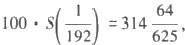 100 · S(1/192) = 314 64/625,